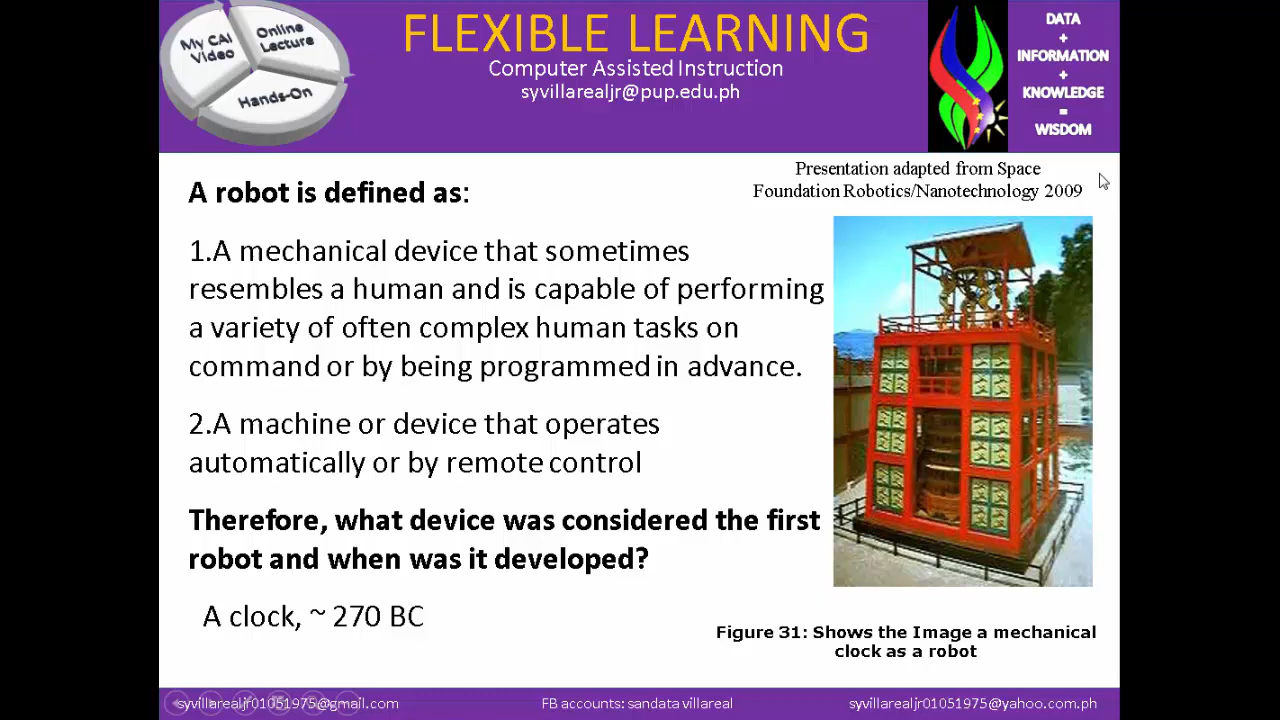 My CAI
Video
Online
Lecture
Hands-On
FLEXIBLE LEARNING
Computer Assisted Instruction
syvillarealjr@pup.edu.ph
DATA
+
INFORMATION
+
KNOWLEDGE
=
WISDOM
Presentation adapted from Space
Foundation Robotics/Nanotechnology 2009
A robot is defined as:
1.A mechanical device that sometimes
resembles a human and is capable of performing
a variety of often complex human tasks on
command or by being programmed in advance.
2.A machine or device that operates
automatically or by remote control
Therefore, what device was considered the first
robot and when was it developed?
A clock, ~ 270 BC
Figure 31: Shows the Image a mechanical
clock as a robot
syvillarealjr01051975@gmail.com
FB accounts: sandata villareal
syvillarealjr01051975@yahoo.com.ph